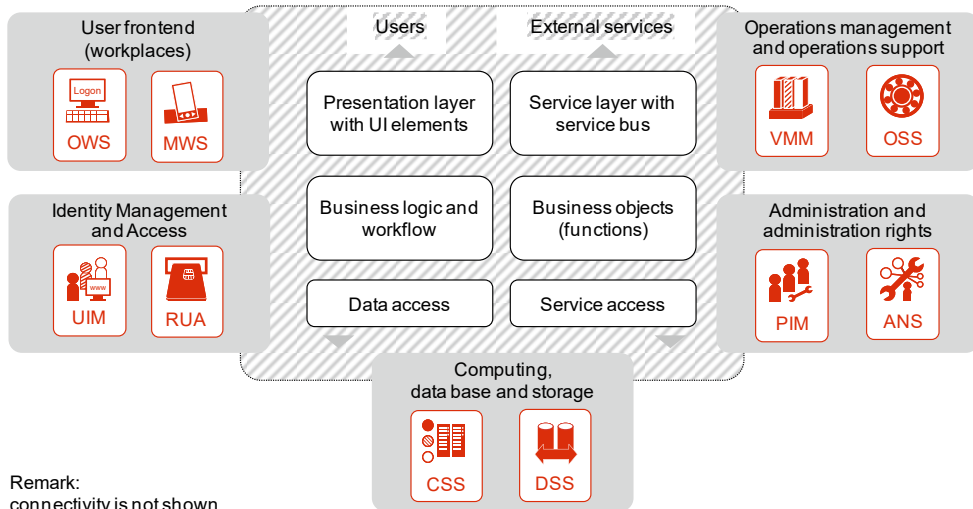 User frontend
(workplaces)
Logon
OWS
MWS
Identity Management
and Access
www
UIM
RUA
Users
External services
Presentation layer
with UI elements
Service layer with
service bus
Business logic and
workflow
Business objects
(functions)
Data access
Service access
Operations management
and operations support
VMM
OSS
Administration and
administration rights
PIM
ANS
Computing,
data base and storage
CSS
DSS
Remark:
connectivity is not shown